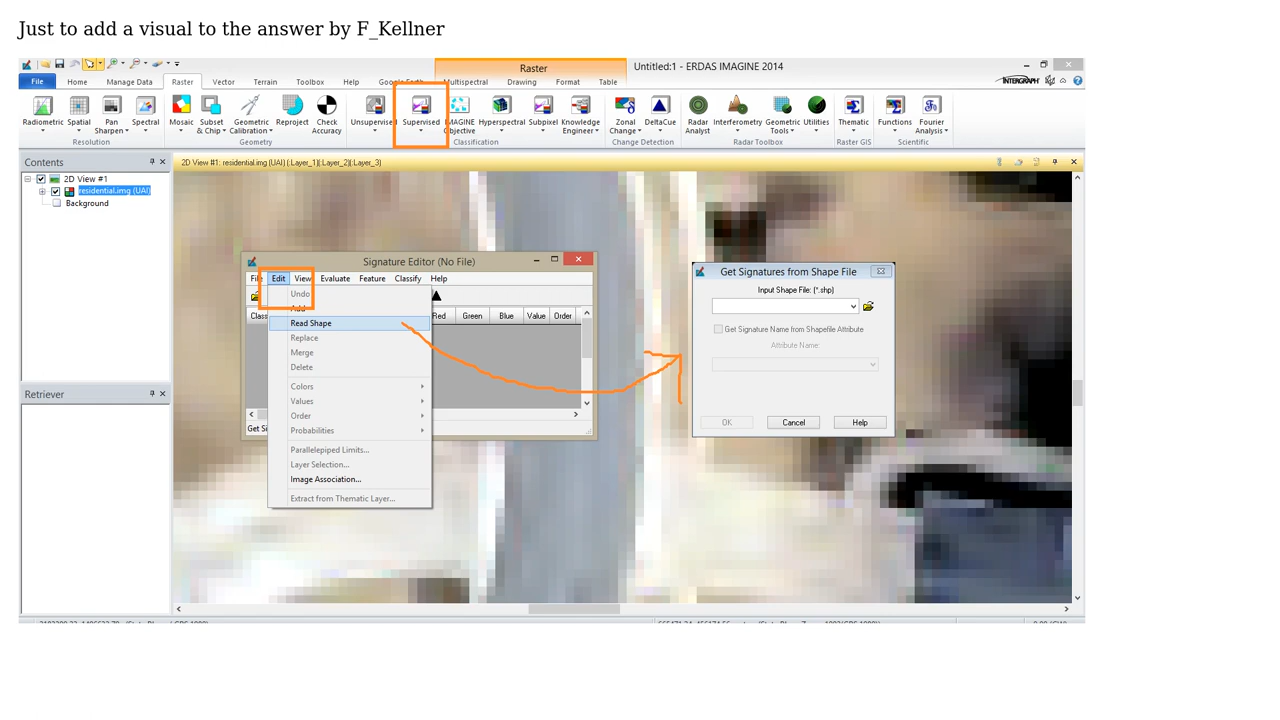 Just to add a visual to the answer by F_Kellner
Raster
Untitled:1 - ERDAS IMAGINE 2014
File Home Manage Data Raster Vector Terrain Toolbox Help Google Earth Multispectral Drawing Format Table INTERGRAPH
Radiometric Spatial Pan Sharpen Spectral Mosaic Subset & Chip Geometric Calibration Reproject Check Accuracy Unsupervised Supervised IMAGINE Objective Hyperspectral Subpixel Knowledge Engineer Zonal Change DeltaCue Radar Analyst Interferometry Geometric Tools Utilities Thematic Functions Fourier Analysis
Resolution Geometry Classification Change Detection Radar Toolbox Raster GIS Scientific
Contents
2D View #1: residential.img (UAI) (:Layer_1)(:Layer_2)(:Layer_3)
2D View #1
residential.img (UAI)
Background
Retriever
Signature Editor (No File)
File Edit View Evaluate Feature Classify Help
Undo
Add
Class Red Green Blue Value Order
Read Shape
Replace
Merge
Delete
Colors
Values
Order
Probabilities
Get Si
Parallelepiped Limits...
Layer Selection...
Image Association...
Extract from Thematic Layer...
Get Signatures from Shape File
Input Shape File: (*.shp)
Get Signature Name from Shapefile Attribute
Attribute Name:
OK Cancel Help